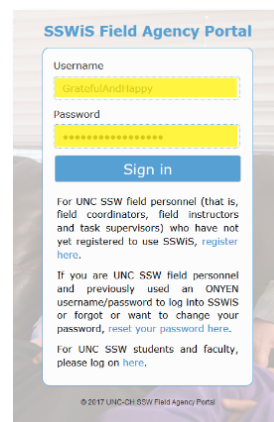 SSWiS Field Agency Portal
Username
GratefulAndHappy
Password
Sign in
For UNC SSW field personnel (that is,
field coordinators, field instructors
and task supervisors) who have not
yet registered to use SSWiS, register
here.
If you are UNC SSW field personnel
and previously used an ONYEN
username/password to log into SSWiS
or forgot or want to change your
password, reset your password here.
For UNC SSW students and faculty,
please log on here.
© 2017 UNC-CH SSW Field Agency Portal